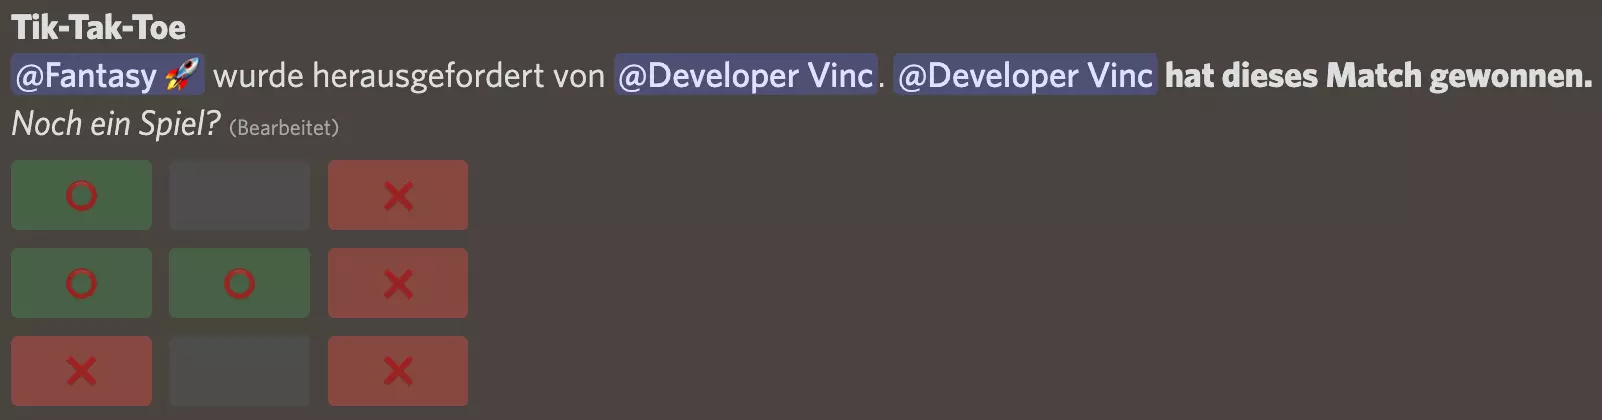 Tik-Tak-Toe
@Fantasy 🚀 wurde herausgefordert von @Developer Vinc. @Developer Vinc hat dieses Match gewonnen.
Noch ein Spiel? (Bearbeitet)
⭕ ❌
⭕ ⭕ ❌
❌ ❌